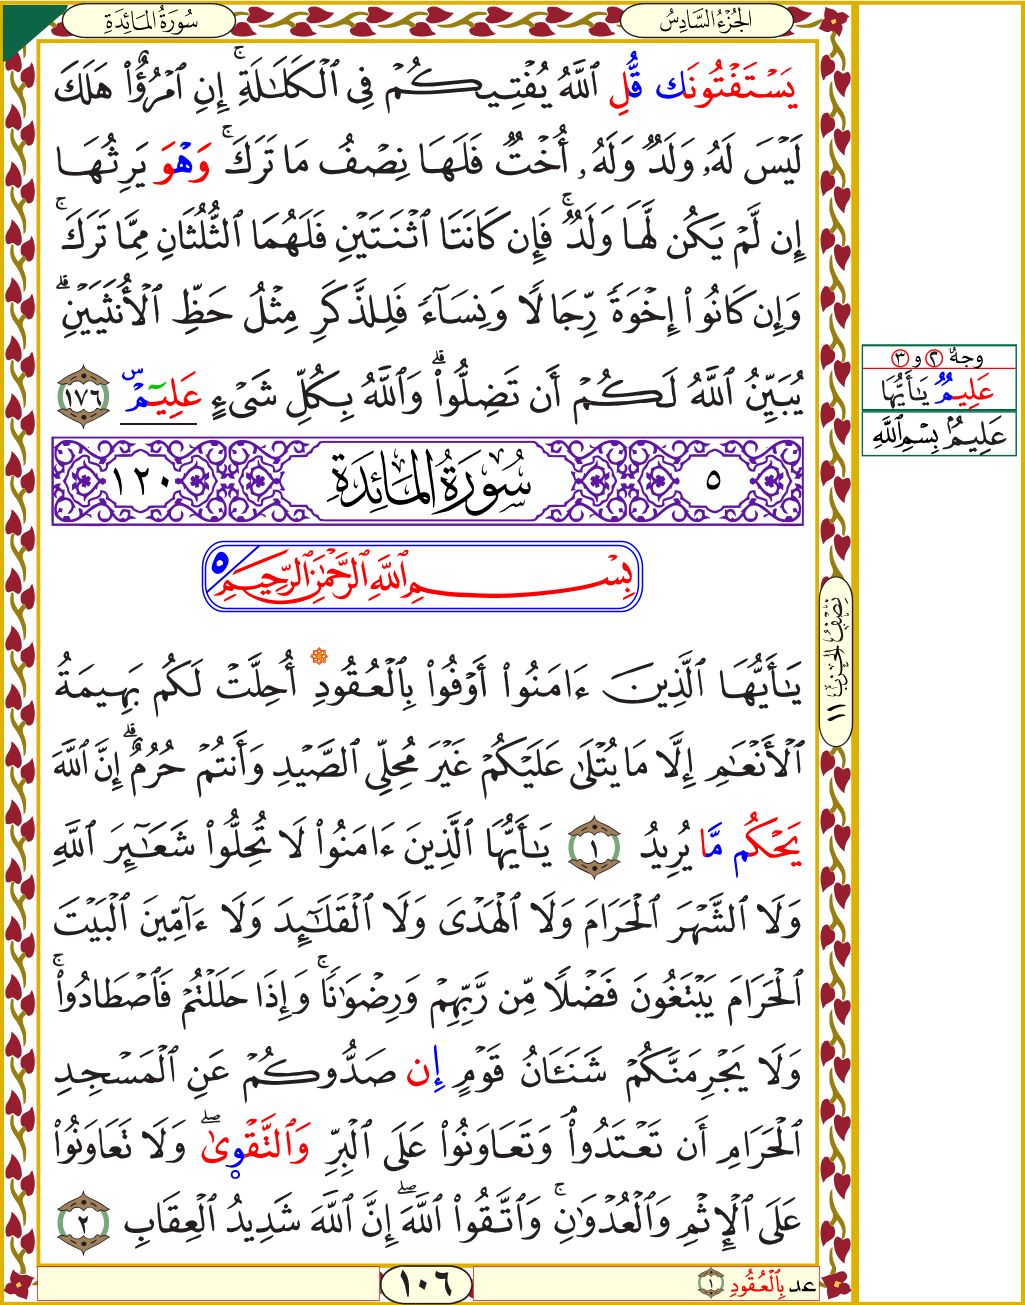 الجُزْءُ السَّادِسُ
سُورَةُ المَائِدَةِ
يَسْتَفْتُونَك قُّلِ ٱللَّهُ يُفْتِيكُمْ فِى ٱلْكَلَـٰلَةِ ۚ إِنِ ٱمْرُؤٌا۟ هَلَكَ
لَيْسَ لَهُۥ وَلَدٌ وَلَهُۥٓ أُخْتٌ فَلَهَا نِصْفُ مَا تَرَكَ ۚ وَهْوَ يَرِثُهَآ
إِن لَّمْ يَكُن لَّهَا وَلَدٌ ۚ فَإِن كَانَتَا ٱثْنَتَيْنِ فَلَهُمَا ٱلثُّلُثَانِ مِمَّا تَرَكَ ۚ
وَإِن كَانُوٓا۟ إِخْوَةً رِّجَالًا وَنِسَآءً فَلِلذَّكَرِ مِثْلُ حَظِّ ٱلْأُنثَيَيْنِ ۗ
يُبَيِّنُ ٱللَّهُ لَكُمْ أَن تَضِلُّوا۟ ۗ وَٱللَّهُ بِكُلِّ شَىْءٍ عَلِيمٌۢ س ١٧٦
٥ سُورَةُ المَائِدَةِ ١٢٠
بِسْمِ ٱللَّهِ ٱلرَّحْمَـٰنِ ٱلرَّحِيمِ ٥
يَـٰٓأَيُّهَا ٱلَّذِينَ ءَامَنُوٓا۟ أَوْفُوا۟ بِٱلْعُقُودِ أُحِلَّتْ لَكُم بَهِيمَةُ
ٱلْأَنْعَـٰمِ إِلَّا مَا يُتْلَىٰ عَلَيْكُمْ غَيْرَ مُحِلِّى ٱلصَّيْدِ وَأَنتُمْ حُرُمٌ ۗ إِنَّ ٱللَّهَ
يَحْكُم مَّا يُرِيدُ ١ يَـٰٓأَيُّهَا ٱلَّذِينَ ءَامَنُوا۟ لَا تُحِلُّوا۟ شَعَـٰٓئِرَ ٱللَّهِ
وَلَا ٱلشَّهْرَ ٱلْحَرَامَ وَلَا ٱلْهَدْىَ وَلَا ٱلْقَلَـٰٓئِدَ وَلَآ ءَآمِّينَ ٱلْبَيْتَ
ٱلْحَرَامَ يَبْتَغُونَ فَضْلًا مِّن رَّبِّهِمْ وَرِضْوَٰنًا ۚ وَإِذَا حَلَلْتُمْ فَٱصْطَادُوا۟ ۚ
وَلَا يَجْرِمَنَّكُمْ شَنَـَٔانُ قَوْمٍ إِن صَدُّوكُمْ عَنِ ٱلْمَسْجِدِ
ٱلْحَرَامِ أَن تَعْتَدُوا۟ ۘ وَتَعَاوَنُوا۟ عَلَى ٱلْبِرِّ وَٱلتَّقْوَىٰ ۖ وَلَا تَعَاوَنُوا۟
عَلَى ٱلْإِثْمِ وَٱلْعُدْوَٰنِ ۚ وَٱتَّقُوا۟ ٱللَّهَ ۖ إِنَّ ٱللَّهَ شَدِيدُ ٱلْعِقَابِ ٢
نِصْفُ الحِزْبِ ١١
وجهٌ ٢ و ٣
عَلِيمٌ يَـٰٓأَيُّهَا
عَلِيمٌۢ بِسْمِ ٱللَّهِ
عد بِٱلْعُقُودِ ١
١٠٦